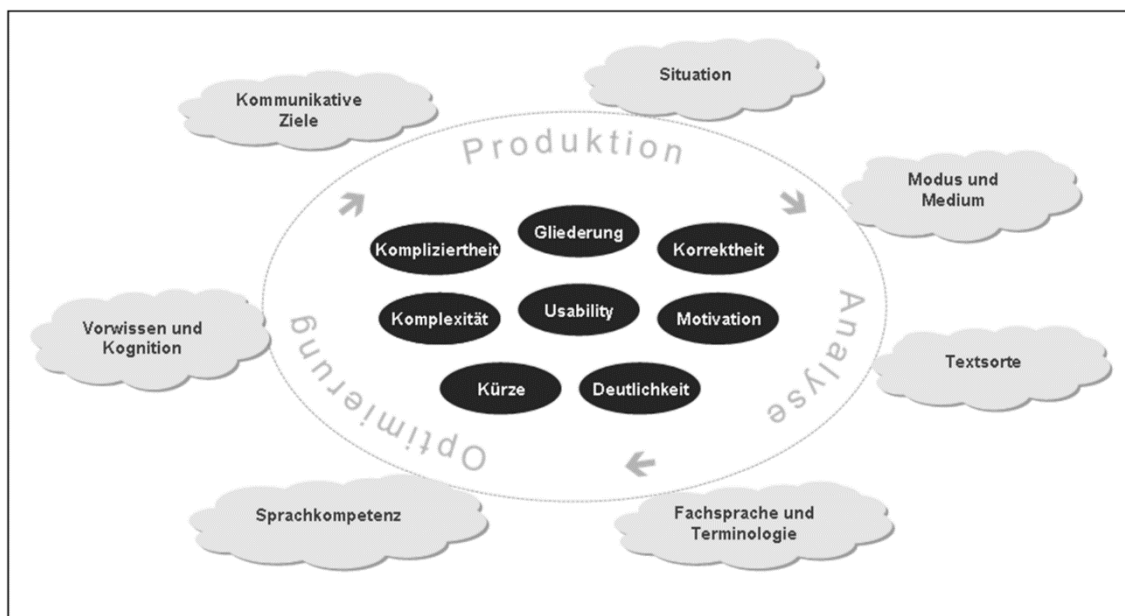 Situation
Kommunikative
Ziele
Produktion
Modus und
Medium
Gliederung
Kompliziertheit
Korrektheit
Vorwissen und
Kognition
Komplexität
Usability
Motivation
Analyse
Optimierung
Textsorte
Kürze
Deutlichkeit
Sprachkompetenz
Fachsprache und
Terminologie